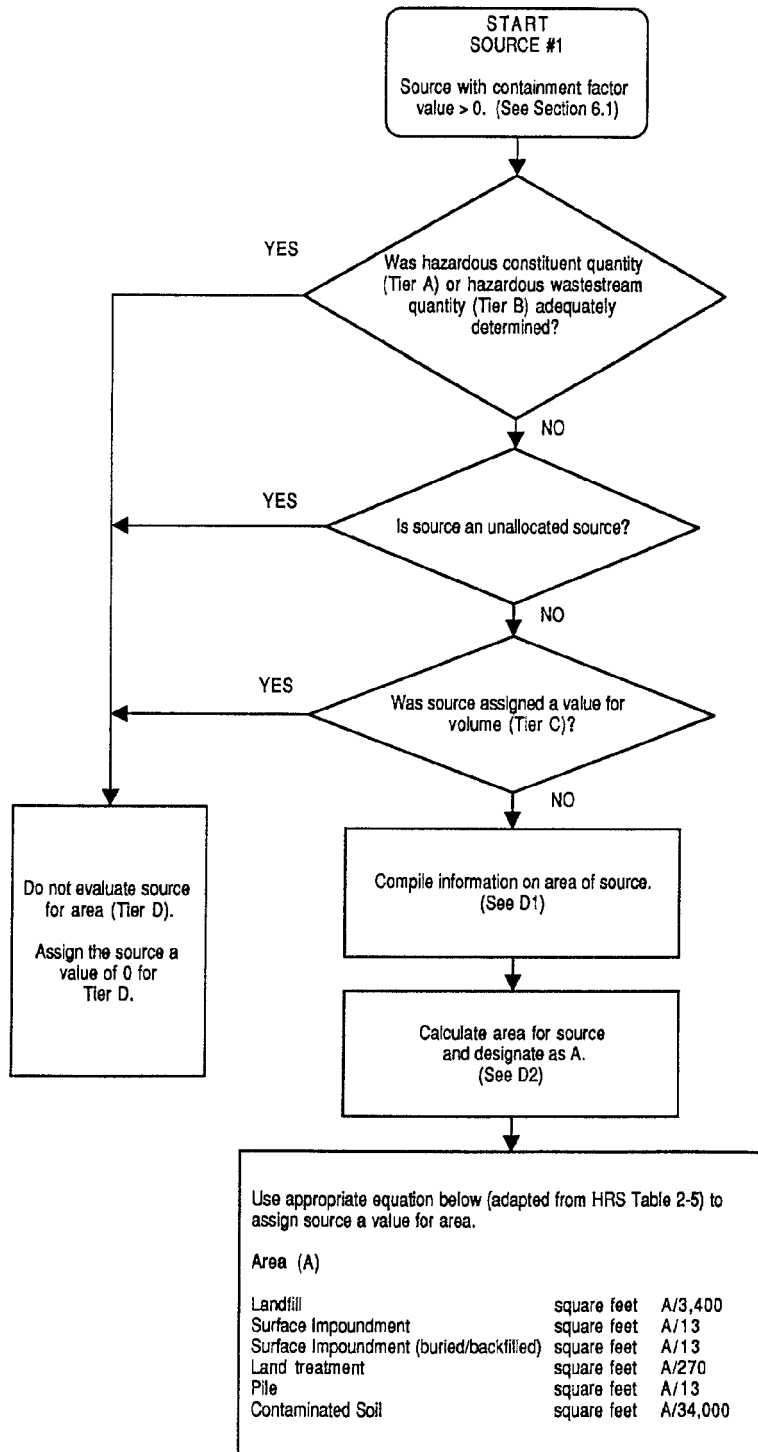 START
SOURCE #1
Source with containment factor
value > 0. (See Section 6.1)
YES
Was hazardous constituent quantity
(Tier A) or hazardous wastestream
quantity (Tier B) adequately
determined?
NO
YES
Is source an unallocated source?
NO
YES
Was source assigned a value for
volume (Tier C)?
NO
Do not evaluate source
for area (Tier D).
Assign the source a
value of 0 for
Tier D.
Compile information on area of source.
(See D1)
Calculate area for source
and designate as A.
(See D2)
Use appropriate equation below (adapted from HRS Table 2-5) to
assign source a value for area.
Area (A)
Landfill square feet A/3,400
Surface Impoundment square feet A/13
Surface Impoundment (buried/backfilled) square feet A/13
Land treatment square feet A/270
Pile square feet A/13
Contaminated Soil square feet A/34,000